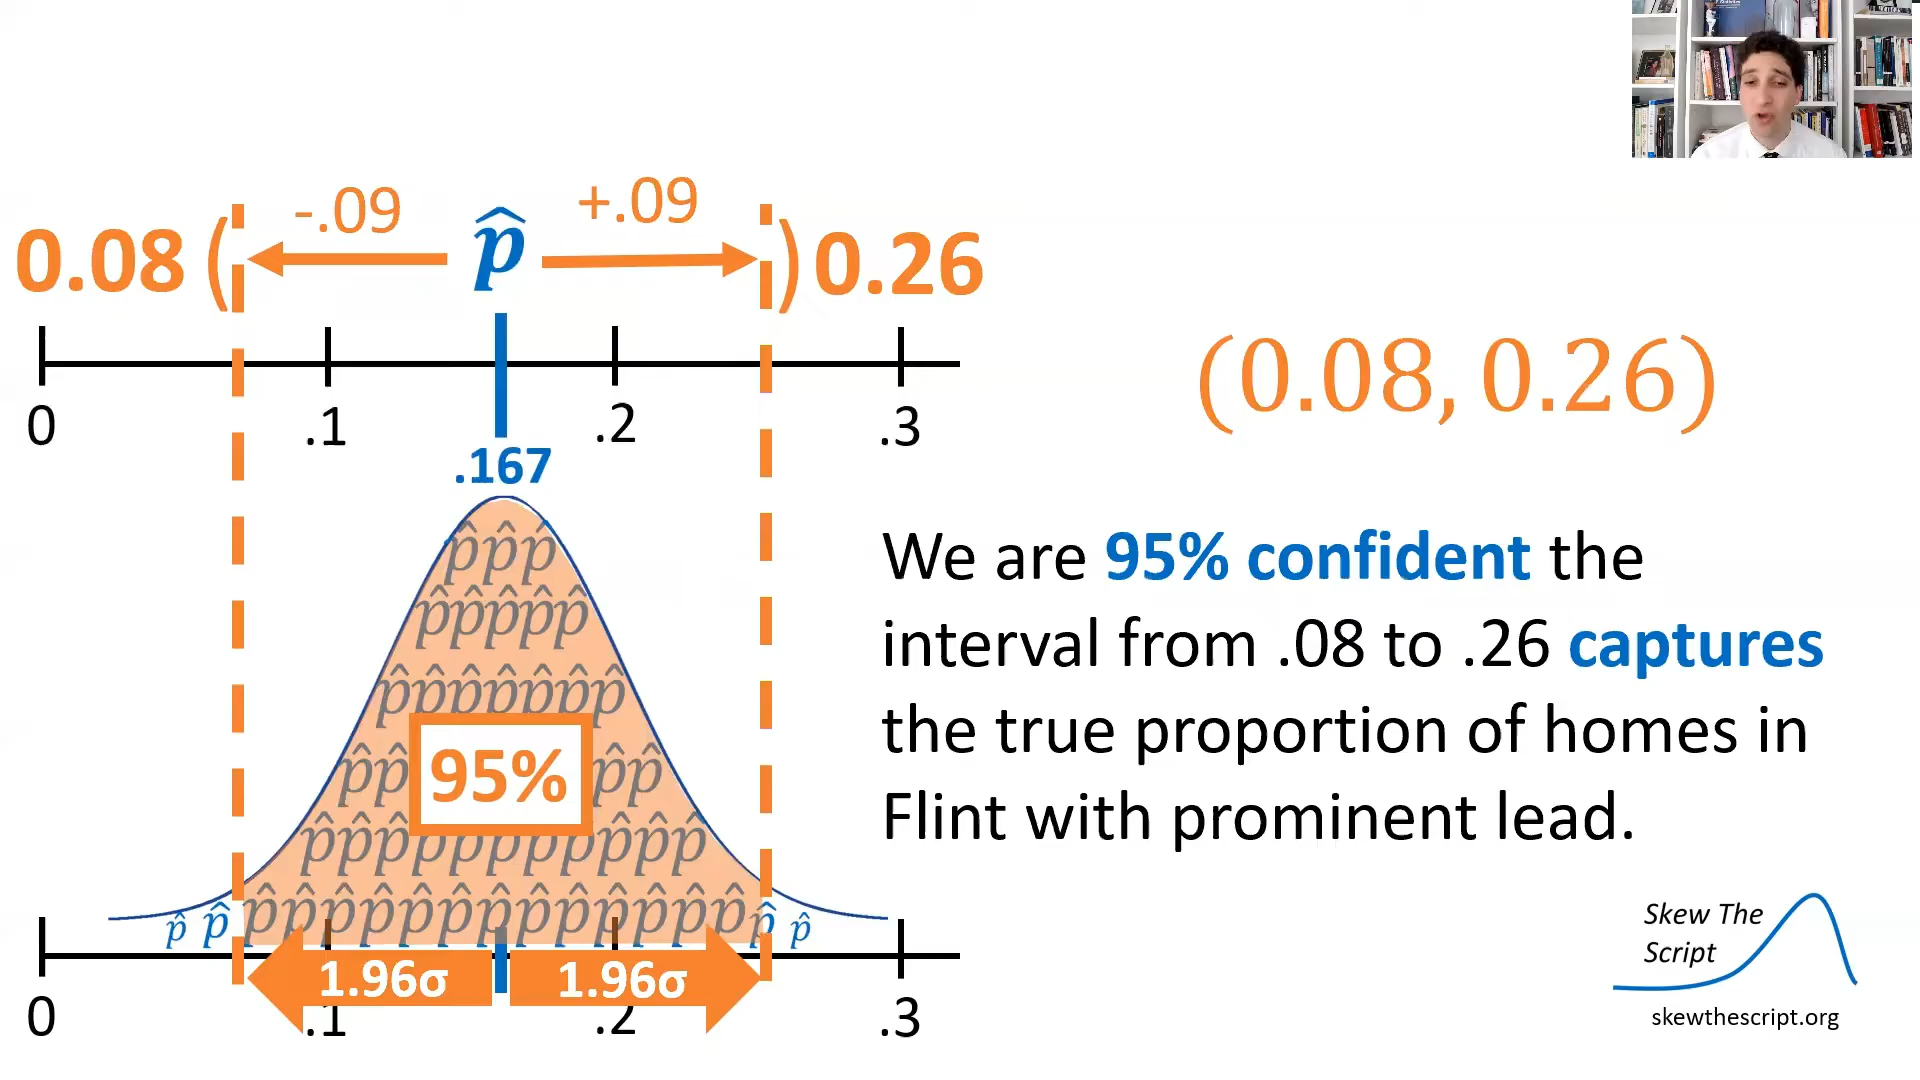 -.09 p̂ +.09
0.08 ( ) 0.26
0 .1 .2 .3
.167
(0.08, 0.26)
p̂p̂p̂
p̂p̂p̂p̂p̂
p̂p̂p̂p̂p̂p̂p̂
p̂p̂ 95% p̂p̂
p̂p̂p̂p̂p̂p̂p̂p̂p̂p̂p̂
p̂ p̂ p̂p̂p̂p̂p̂p̂p̂p̂p̂p̂p̂p̂p̂p̂ p̂ p̂
1.96σ 1.96σ
0 .1 .2 .3
We are 95% confident the
interval from .08 to .26 captures
the true proportion of homes in
Flint with prominent lead.
Skew The
Script
skewthescript.org